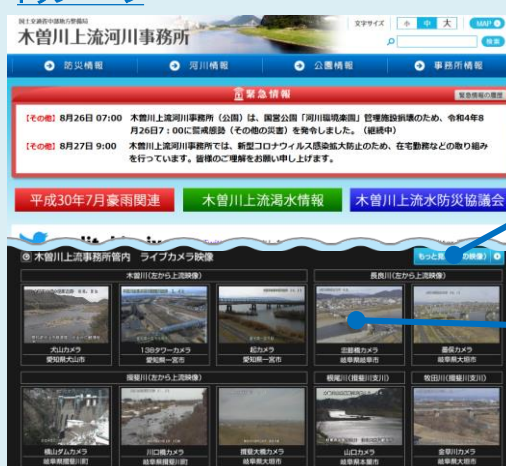 国土交通省中部地方整備局
木曽川上流河川事務所
文字サイズ 小 中 大 MAP
検索
防災情報 河川情報 公園情報 事務所情報
緊急情報 緊急情報の履歴
【その他】 8月26日 07:00 木曽川上流河川事務所（公園）は、国営公園「河川環境楽園」管理施設損壊のため、令和4年8
月26日7：00に警戒態勢（その他の災害）を発令しました。（継続中）
【その他】 8月27日 9:00 木曽川上流河川事務所では、新型コロナウィルス感染拡大防止のため、在宅勤務などの取り組み
を行っています。皆様のご理解をお願い申し上げます。
平成30年7月豪雨関連 木曽川上流渇水情報 木曽川上流水防災協議会
木曽川上流事務所管内 ライブカメラ映像 もっと見 の映像)
木曽川(左から上流映像) 長良川(左から上流映像)
犬山カメラ 138タワーカメラ 起カメラ 忠節橋カメラ 墨俣カメラ
愛知県犬山市 愛知県一宮市 愛知県一宮市 岐阜県岐阜市 岐阜県大垣市
揖斐川(左から上流映像) 根尾川(揖斐川支川) 牧田川(揖斐川支川)
横山ダムカメラ 川口橋カメラ 揖斐大橋カメラ 山口カメラ 金草川カメラ
岐阜県揖斐川町 岐阜県揖斐川町 岐阜県大垣市 岐阜県本巣市 岐阜県大垣市